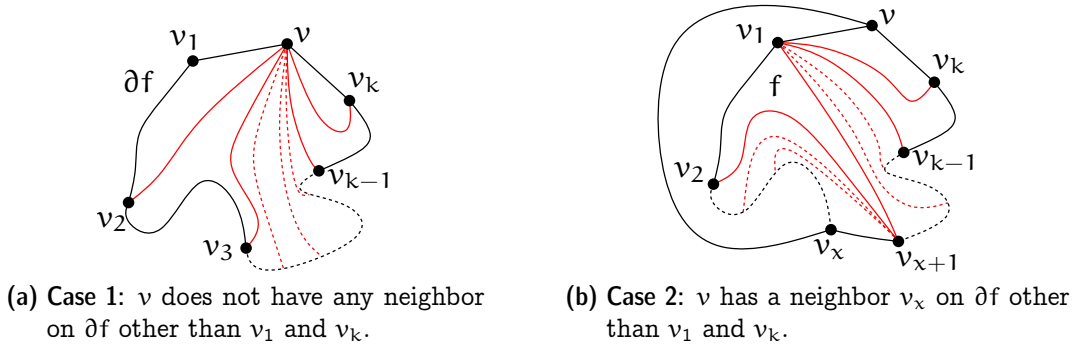 v₁
v
∂f
vₖ
v₂
v₃
vₖ₋₁
(a) Case 1: v does not have any neighbor
on ∂f other than v₁ and vₖ.
v
v₁
f
vₖ
v₂
vₖ₋₁
vₓ
vₓ₊₁
(b) Case 2: v has a neighbor vₓ on ∂f other
than v₁ and vₖ.